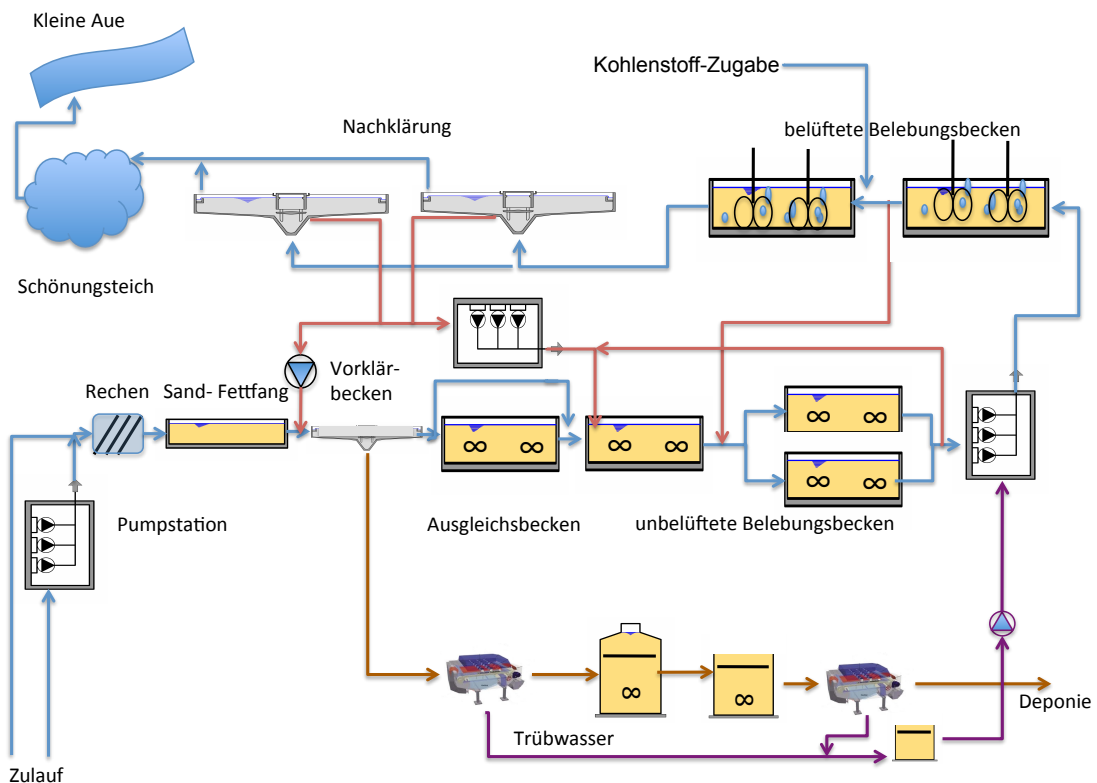 Kleine Aue
Kohlenstoff-Zugabe
Nachklärung
belüftete Belebungsbecken
Schönungsteich
Rechen
Sand- Fettfang
Vorklär-
becken
Pumpstation
Ausgleichsbecken
unbelüftete Belebungsbecken
Trübwasser
Deponie
Zulauf